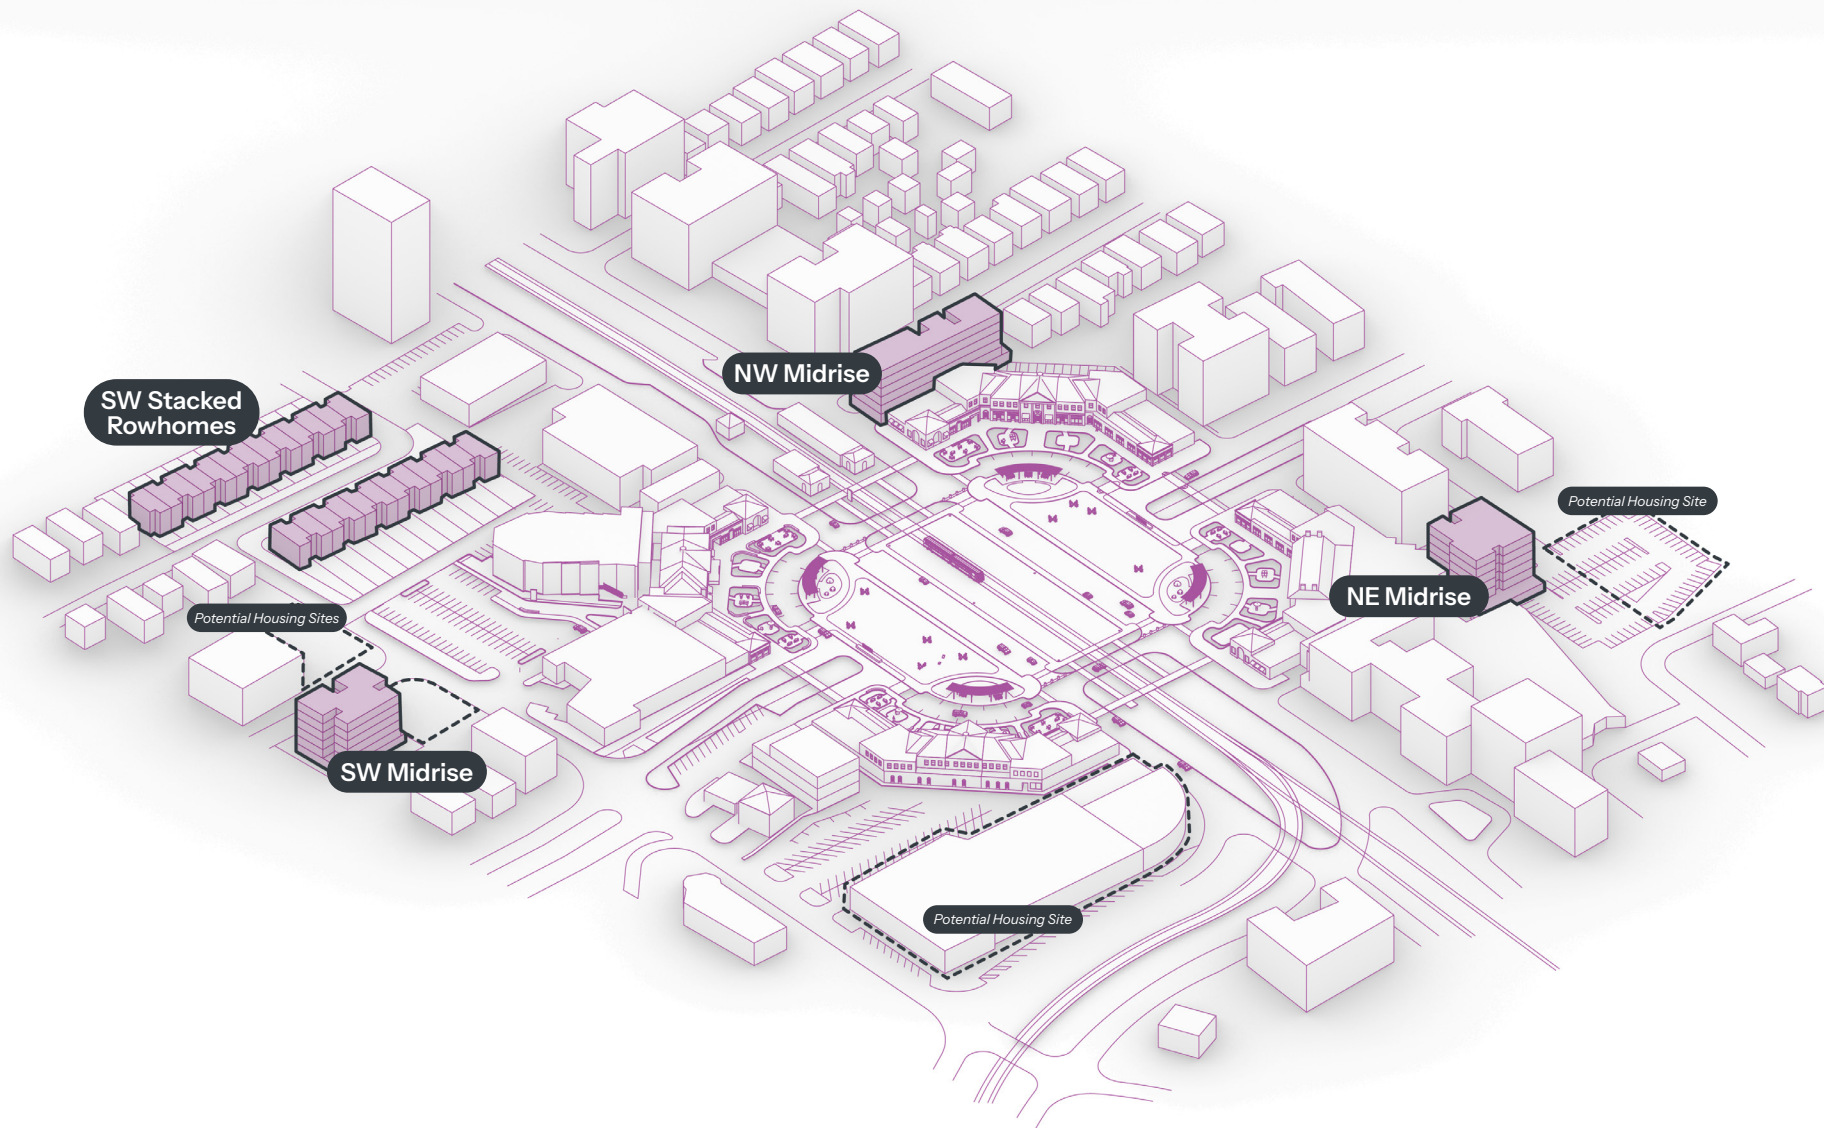 NW Midrise
SW Stacked
Rowhomes
Potential Housing Site
NE Midrise
Potential Housing Sites
SW Midrise
Potential Housing Site